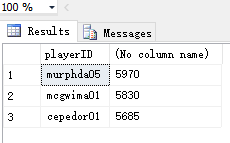 100 %
Results Messages
playerID (No column name)
1 murphda05 5970
2 mcgwima01 5830
3 cepedor01 5685